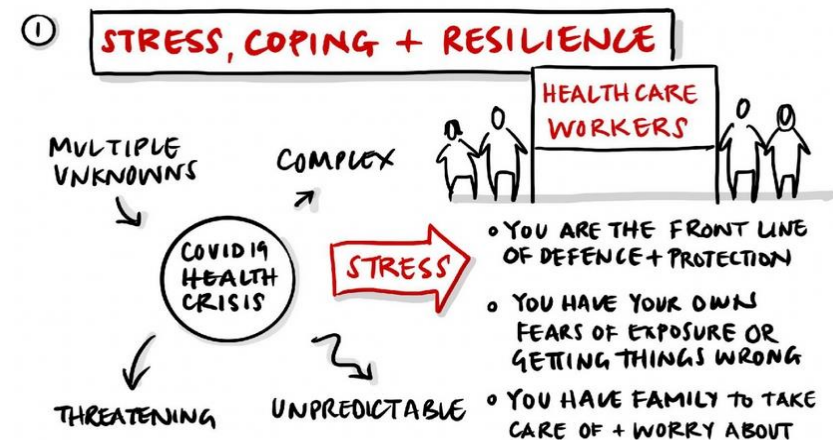 1
STRESS, COPING + RESILIENCE
HEALTH CARE
WORKERS
MULTIPLE
UNKNOWNS
COMPLEX
COVID 19
HEALTH
CRISIS
STRESS
THREATENING
UNPREDICTABLE
• YOU ARE THE FRONT LINE
OF DEFENCE + PROTECTION
• YOU HAVE YOUR OWN
FEARS OF EXPOSURE OR
GETTING THINGS WRONG
• YOU HAVE FAMILY TO TAKE
CARE OF + WORRY ABOUT